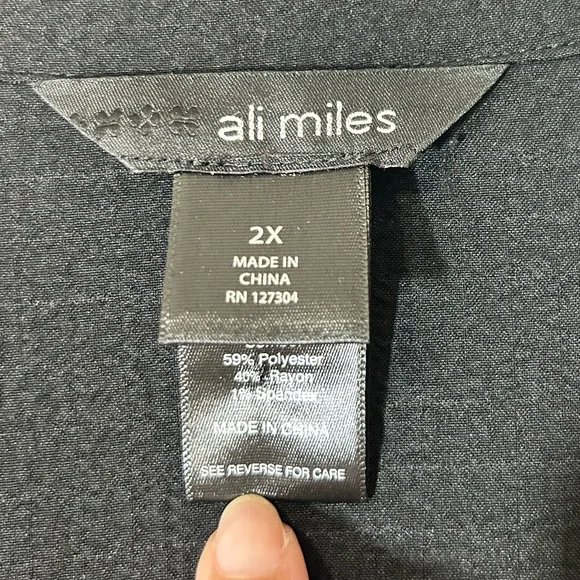 ali miles
2X
MADE IN
CHINA
RN 127304
59% Polyester
40% Rayon
1% Spandex
MADE IN CHINA
SEE REVERSE FOR CARE